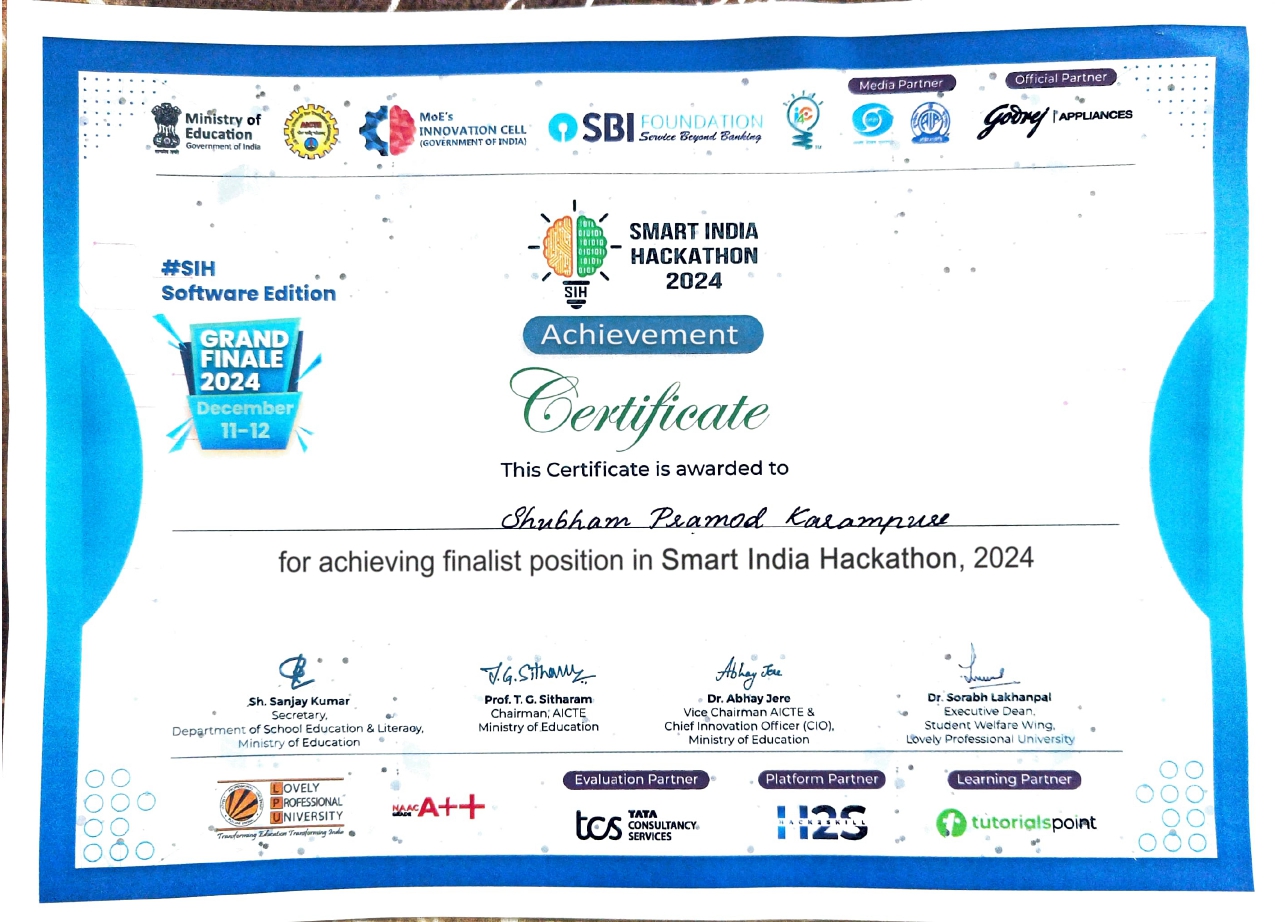 Media Partner
Official Partner
Ministry of
Education
Government of India
AICTE
MoE's
INNOVATION CELL
(GOVERNMENT OF INDIA)
SBI FOUNDATION
Service Beyond Banking
Godrej | APPLIANCES
SMART INDIA
HACKATHON
2024
SIH
#SIH
Software Edition
GRAND
FINALE
2024
December
11-12
Achievement
Certificate
This Certificate is awarded to
Shubham Pramod Karampure
for achieving finalist position in Smart India Hackathon, 2024
J.G. Sitharam
Abhay Jere
Sh. Sanjay Kumar
Secretary,
Department of School Education & Literacy,
Ministry of Education
Prof. T. G. Sitharam
Chairman, AICTE
Ministry of Education
Dr. Abhay Jere
Vice Chairman AICTE &
Chief Innovation Officer (CIO),
Ministry of Education
Dr. Sorabh Lakhanpal
Executive Dean,
Student Welfare Wing,
Lovely Professional University
LOVELY
PROFESSIONAL
UNIVERSITY
Transforming Education Transforming India
NAAC
GRADE A++
Evaluation Partner
tcs TATA
CONSULTANCY
SERVICES
Platform Partner
H2S
HACK2SKILL
Learning Partner
tutorialspoint